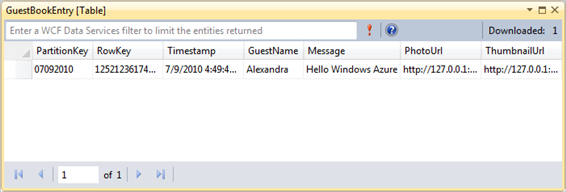 GuestBookEntry [Table]
Enter a WCF Data Services filter to limit the entities returned Downloaded: 1
PartitionKey RowKey Timestamp GuestName Message PhotoUrl ThumbnailUrl
07092010 12521236174... 7/9/2010 4:49:4... Alexandra Hello Windows Azure http://127.0.0.1:... http://127.0.0.1:...
1 of 1